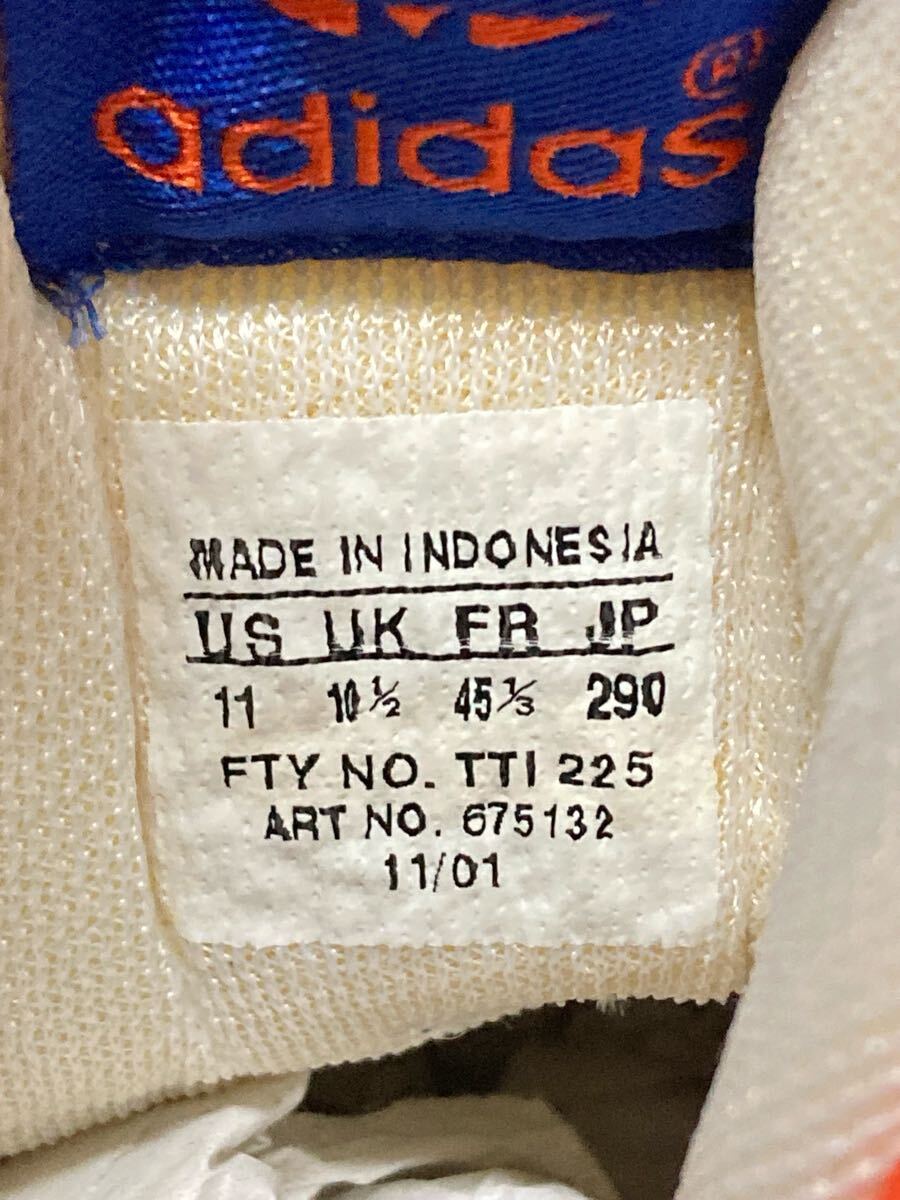 adidas®
MADE IN INDONESIA
US UK FR JP
11 10½ 45⅓ 290
FTY NO. TTI 225
ART NO. 675132
11/01